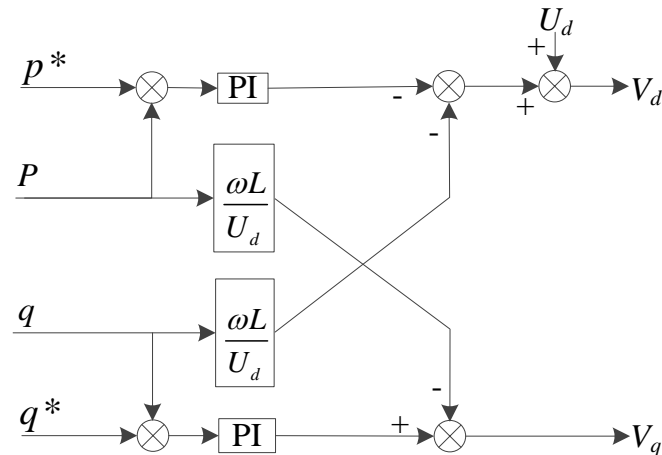 U_d
+
p* PI - + V_d
-
P ωL/U_d
q ωL/U_d
-
q* PI + V_q